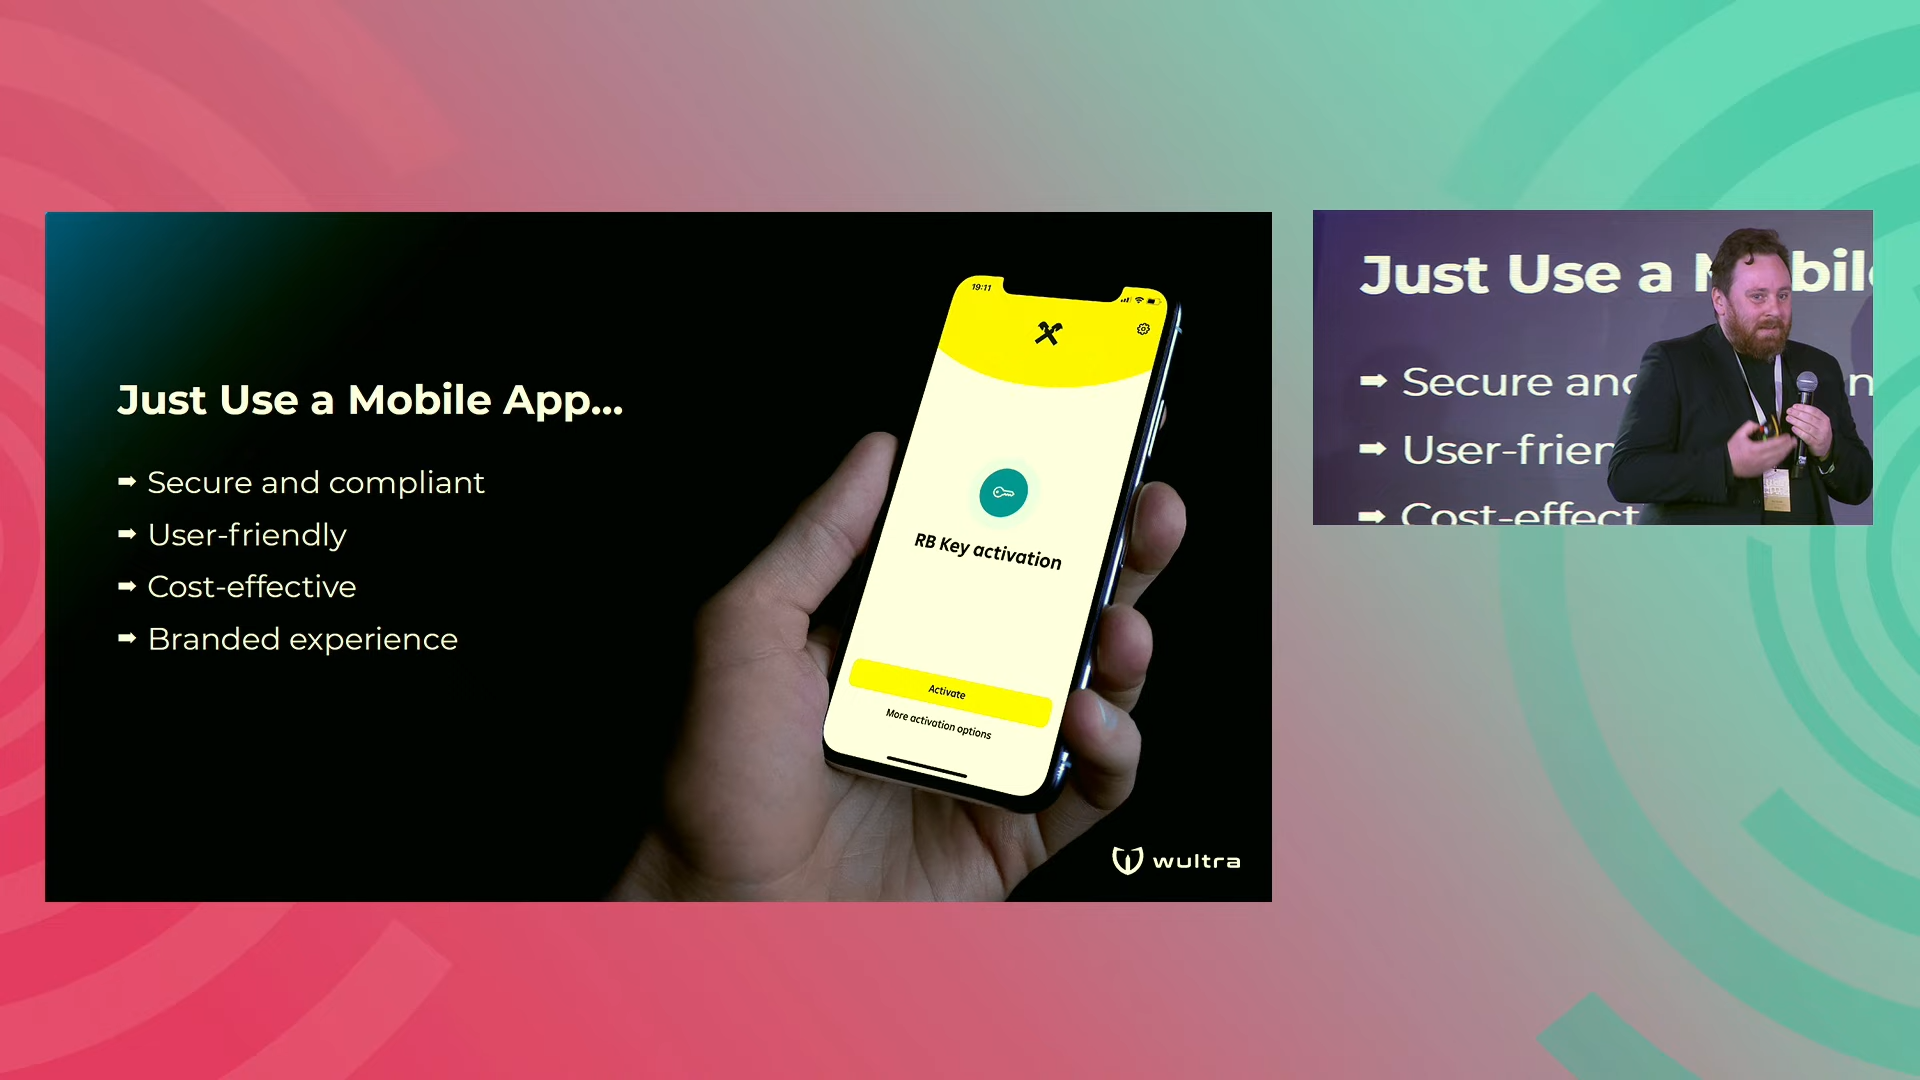 Just Use a Mobile App...
➡ Secure and compliant
➡ User-friendly
➡ Cost-effective
➡ Branded experience
19:11
RB Key activation
Activate
More activation options
wultra
Just Use a M bile
➡ Secure and n
➡ User-frien
➡ Cost-effect